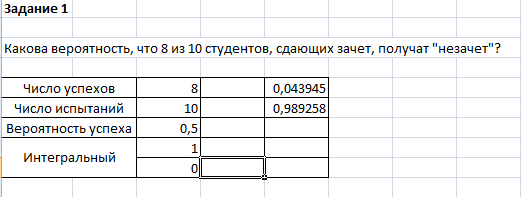 Задание 1
Какова вероятность, что 8 из 10 студентов, сдающих зачет, получат "незачет"?
Число успехов 8 0,043945
Число испытаний 10 0,989258
Вероятность успеха 0,5
Интегральный 1
0